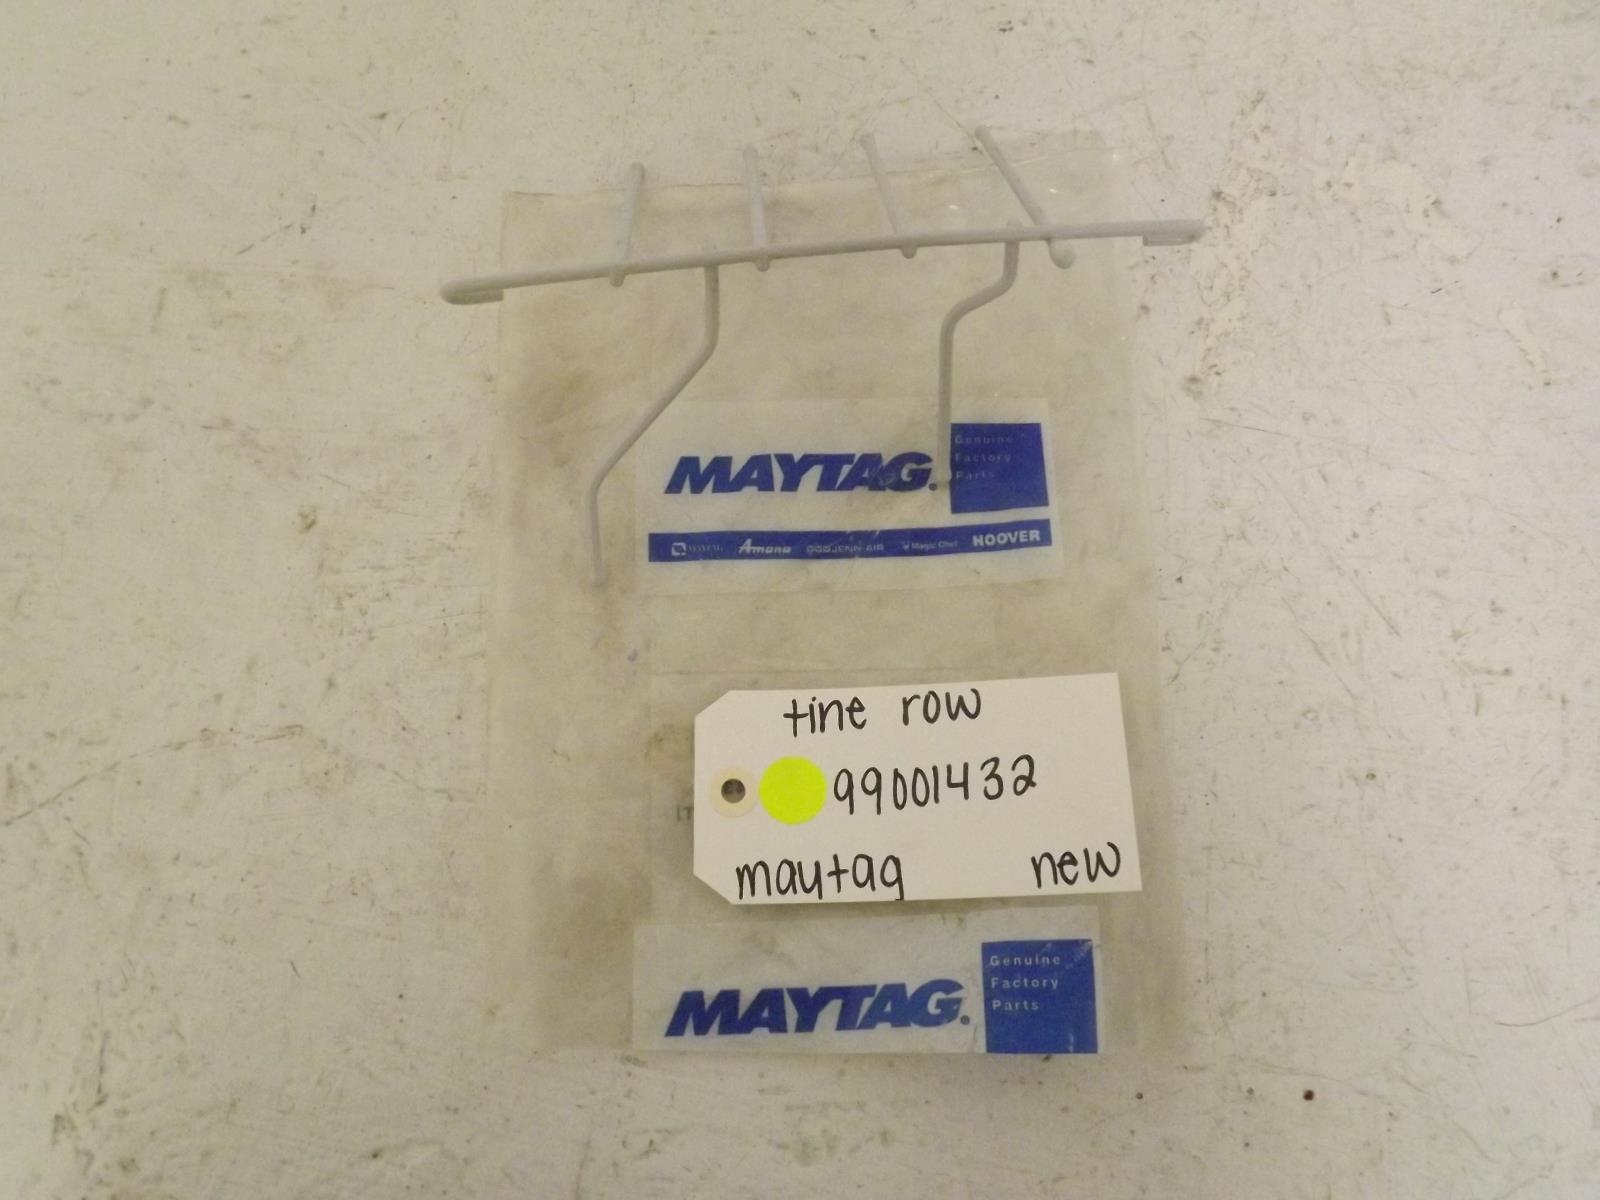 MAYTAG.
Genuine
Factory
Parts
MAYTAG Amana JENN-AIR Magic Chef HOOVER
tine row
99001432
maytag new
MAYTAG.
Genuine
Factory
Parts